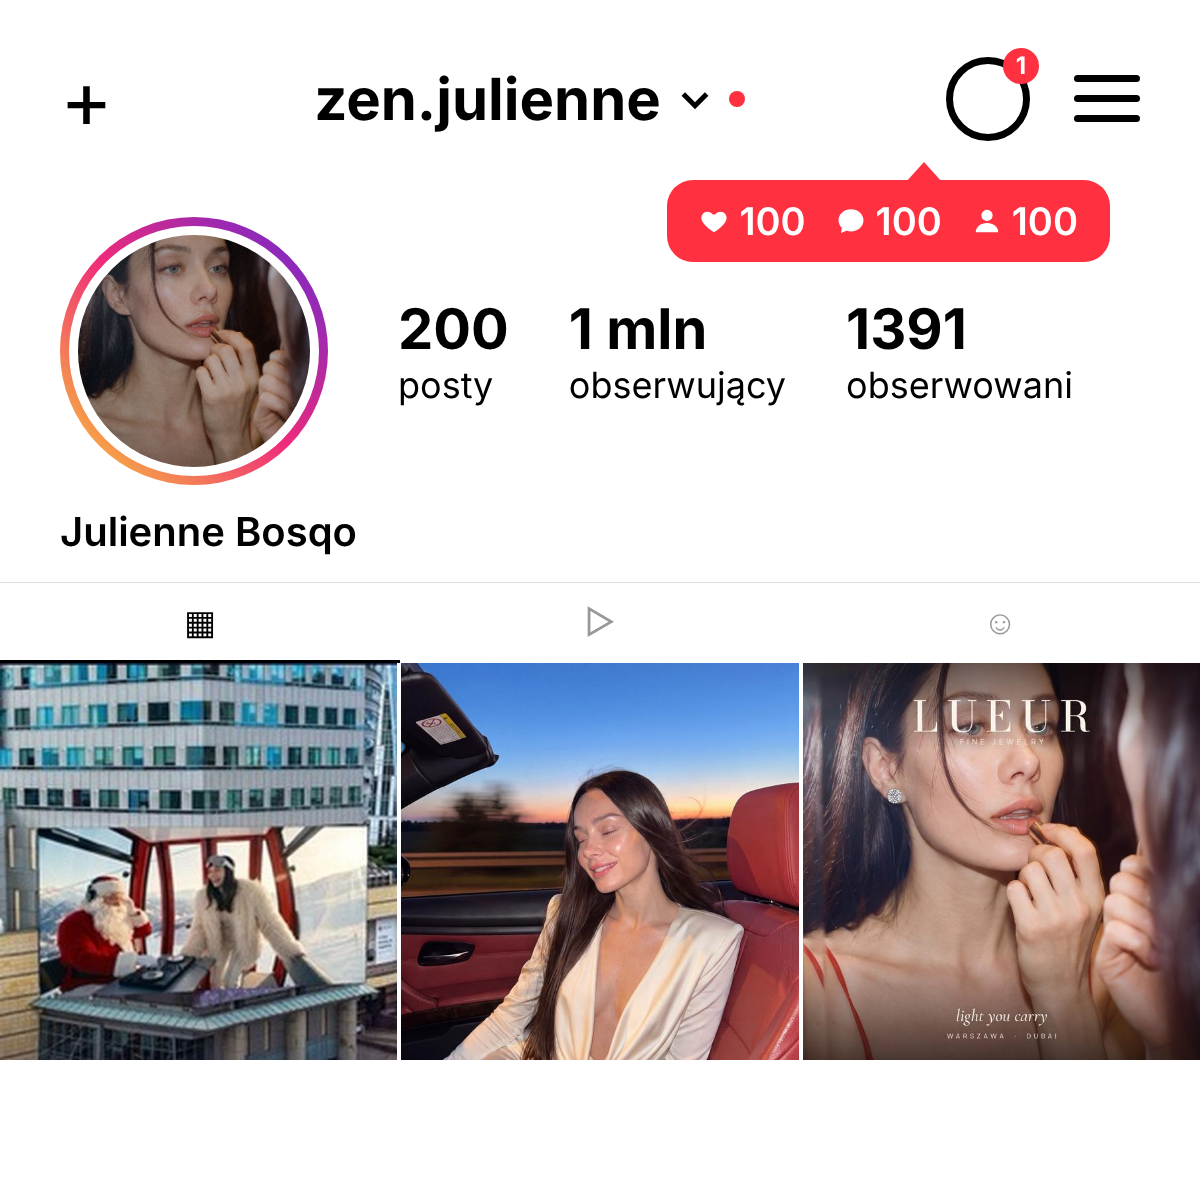 zen.julienne
1
100 100 100
200 1 mln 1391
posty obserwujący obserwowani
Julienne Bosqo
LUEUR
FINE JEWELRY
light you carry
WARSZAWA · DUBAI